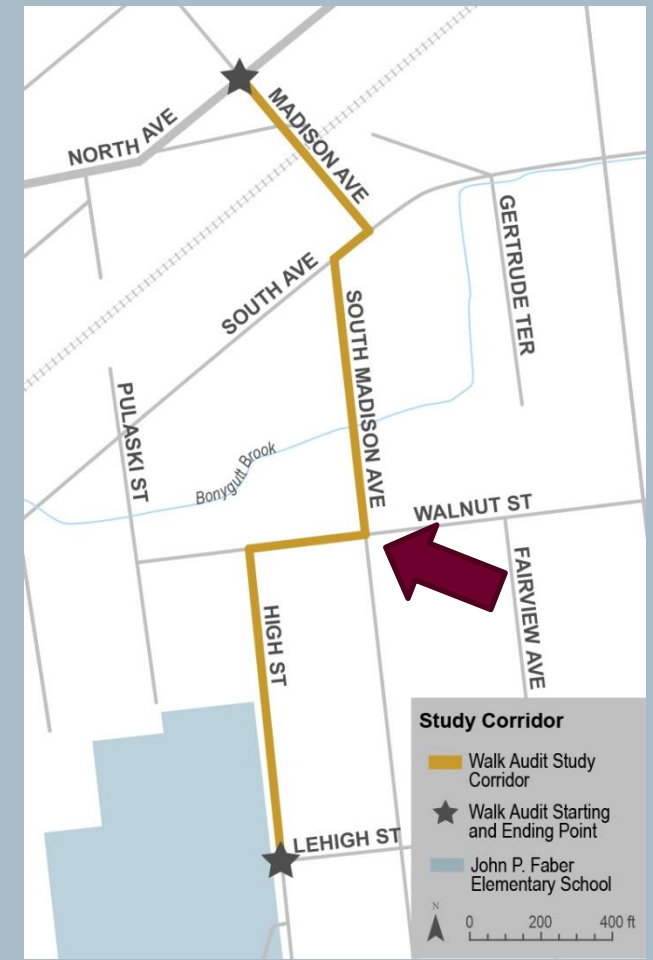 MADISON AVE
NORTH AVE
GERTRUDE TER
SOUTH AVE
SOUTH MADISON AVE
PULASKI ST
Bonygutt Brook
WALNUT ST
FAIRVIEW AVE
HIGH ST
LEHIGH ST
Study Corridor
Walk Audit Study
Corridor
Walk Audit Starting
and Ending Point
John P. Faber
Elementary School
N
0 200 400 ft